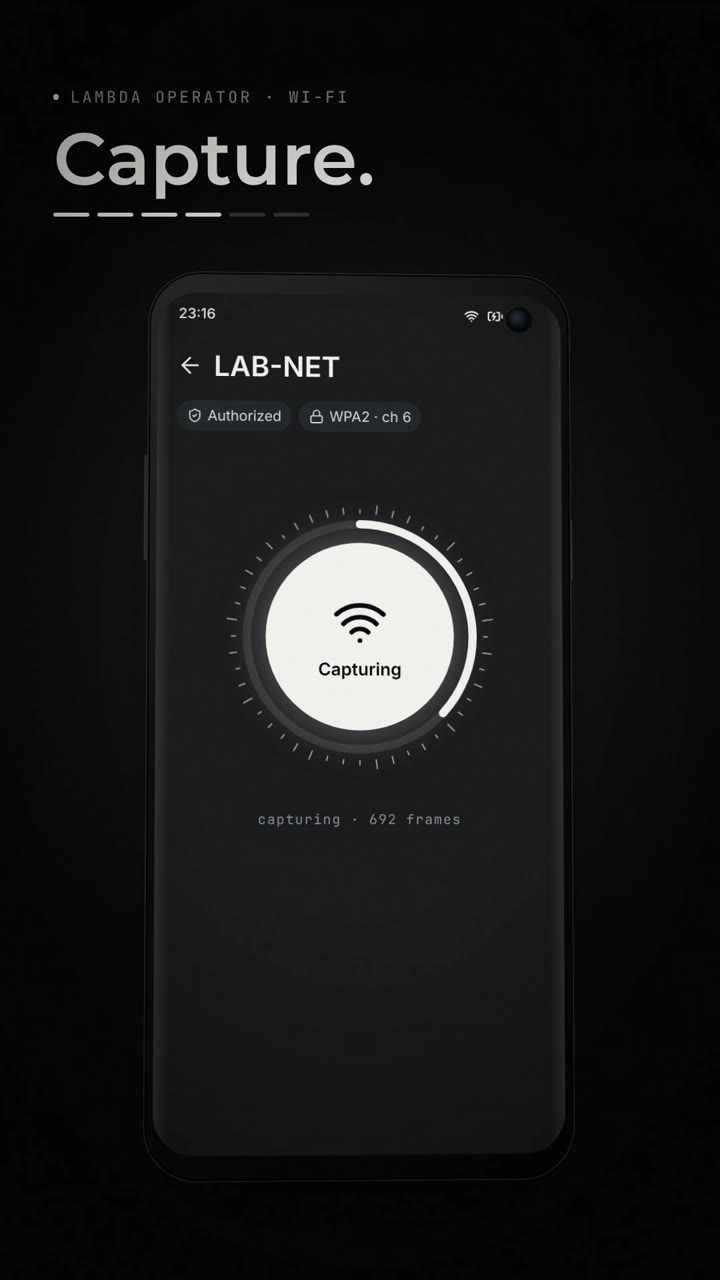 LAMBDA OPERATOR · WI-FI
Capture.
23:16
LAB-NET
Authorized
WPA2 · ch 6
Capturing
capturing · 692 frames